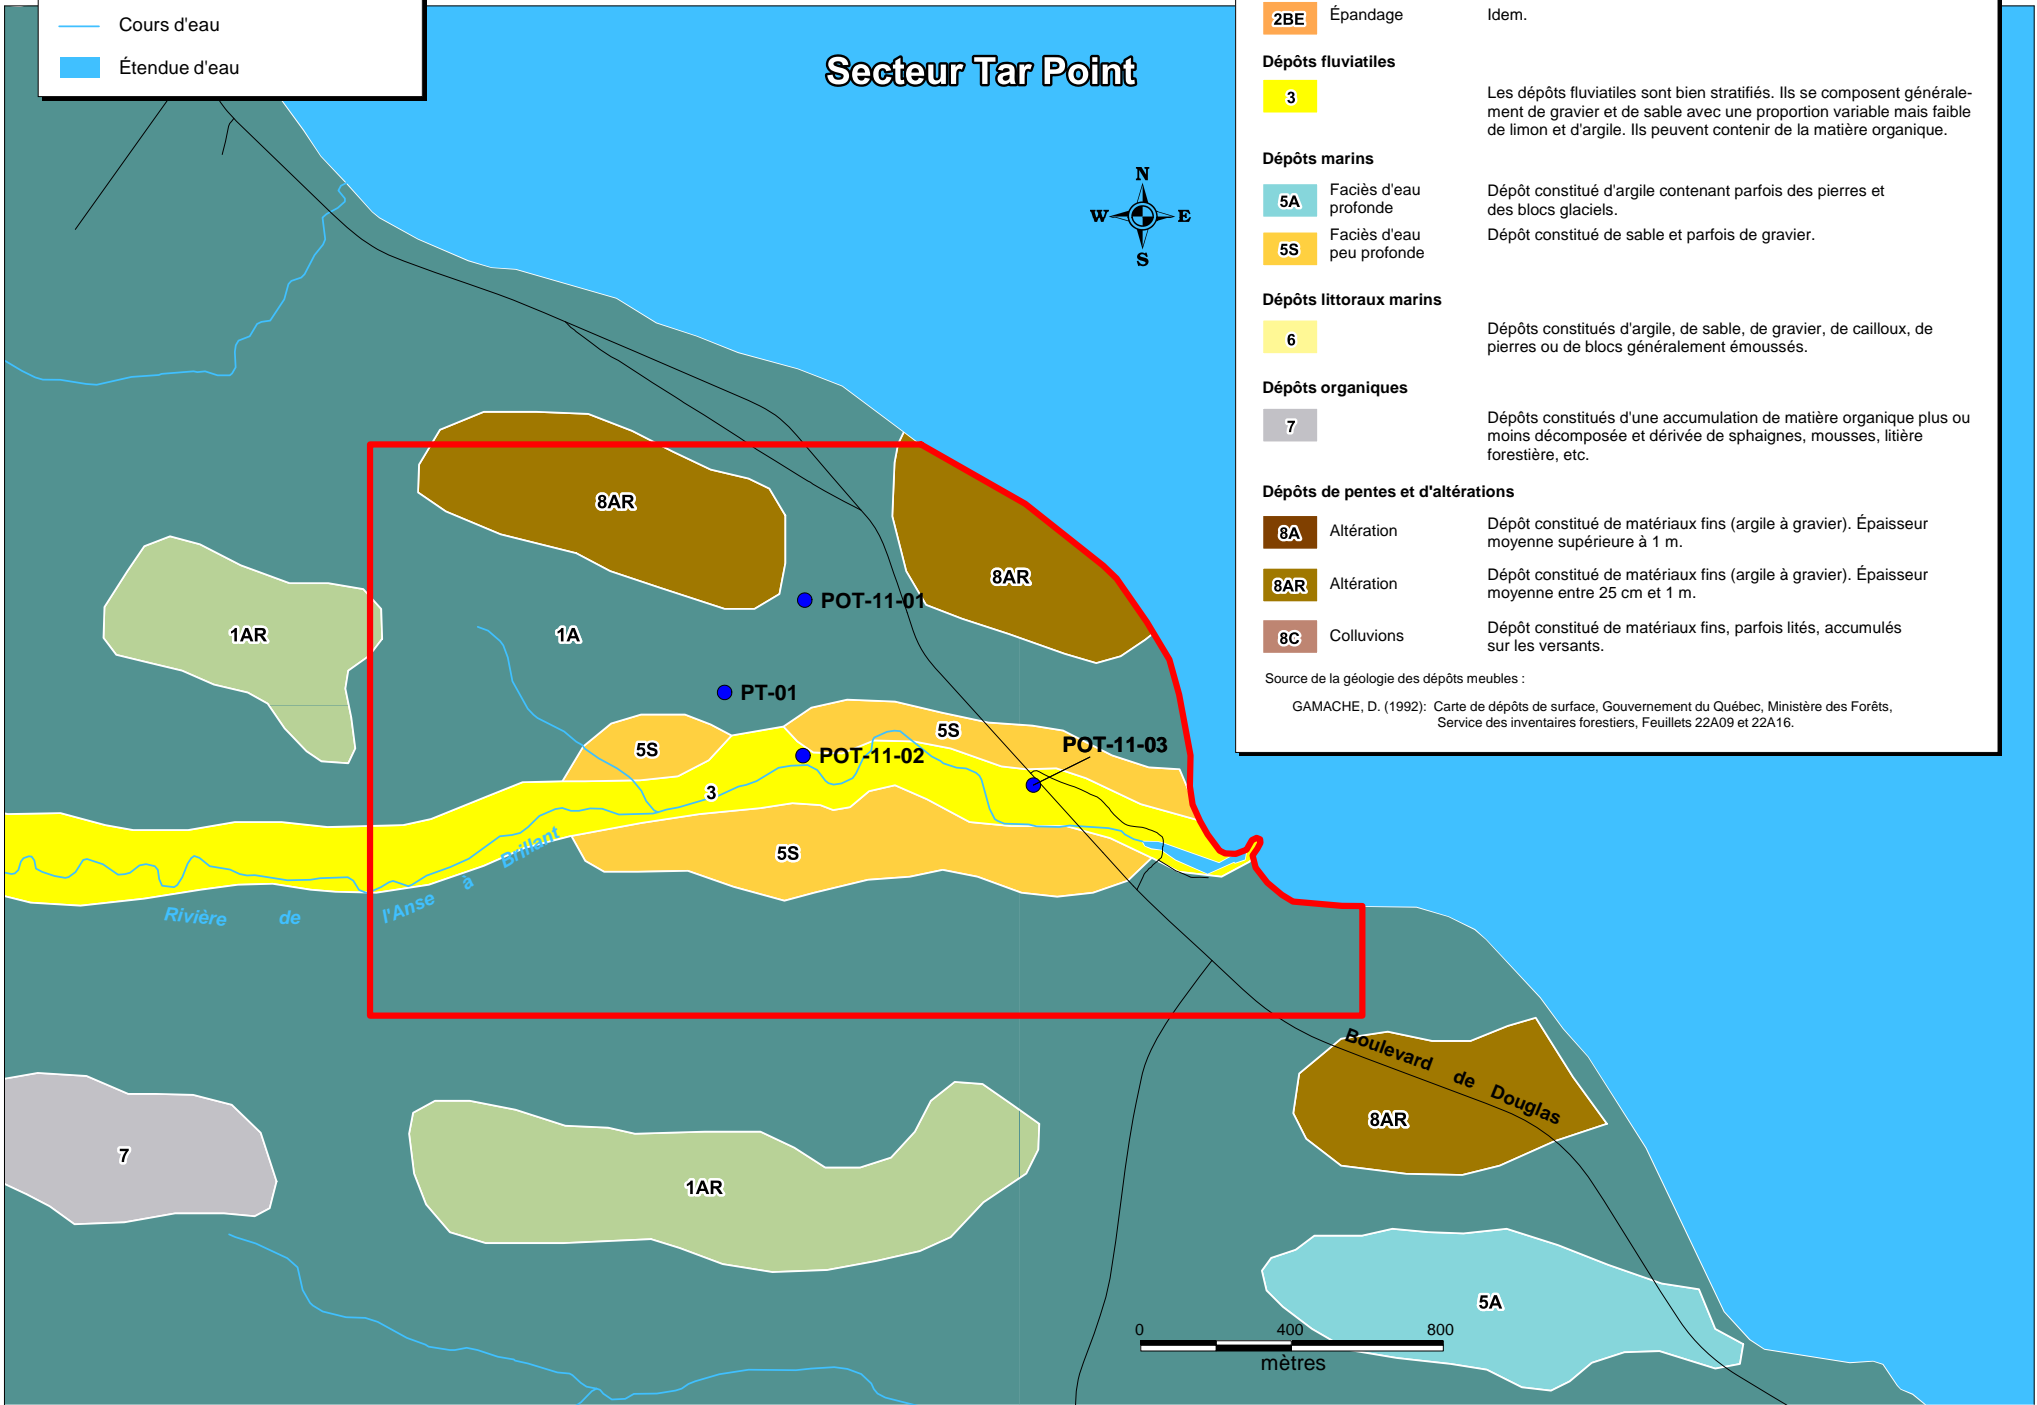 Cours d'eau
Étendue d'eau
Secteur Tar Point
N
W
E
S
2BE
Épandage
Idem.
Dépôts fluviatiles
3
Les dépôts fluviatiles sont bien stratifiés. Ils se composent générale-
ment de gravier et de sable avec une proportion variable mais faible
de limon et d'argile. Ils peuvent contenir de la matière organique.
Dépôts marins
5A
Faciès d'eau
profonde
Dépôt constitué d'argile contenant parfois des pierres et
des blocs glaciels.
5S
Faciès d'eau
peu profonde
Dépôt constitué de sable et parfois de gravier.
Dépôts littoraux marins
6
Dépôts constitués d'argile, de sable, de gravier, de cailloux, de
pierres ou de blocs généralement émoussés.
Dépôts organiques
7
Dépôts constitués d'une accumulation de matière organique plus ou
moins décomposée et dérivée de sphaignes, mousses, litière
forestière, etc.
Dépôts de pentes et d'altérations
8A
Altération
Dépôt constitué de matériaux fins (argile à gravier). Épaisseur
moyenne supérieure à 1 m.
8AR
Altération
Dépôt constitué de matériaux fins (argile à gravier). Épaisseur
moyenne entre 25 cm et 1 m.
8C
Colluvions
Dépôt constitué de matériaux fins, parfois lités, accumulés
sur les versants.
Source de la géologie des dépôts meubles :
GAMACHE, D. (1992): Carte de dépôts de surface, Gouvernement du Québec, Ministère des Forêts,
Service des inventaires forestiers, Feuillets 22A09 et 22A16.
8AR
8AR
POT-11-01
1AR
1A
PT-01
5S
5S
POT-11-03
POT-11-02
3
5S
Rivière de l'Anse à Brillant
Boulevard de Douglas
8AR
7
1AR
5A
0 400 800
mètres